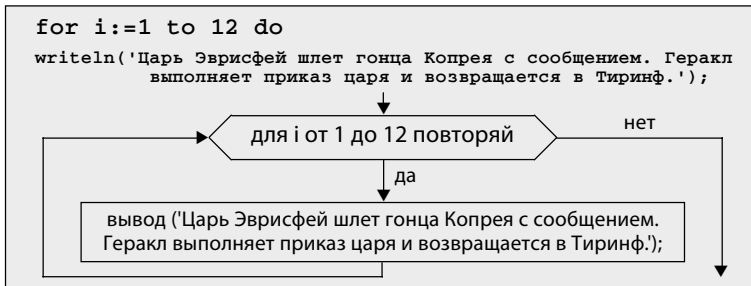 for i:=1 to 12 do
writeln('Царь Эврисфей шлет гонца Копрея с сообщением. Геракл
выполняет приказ царя и возвращается в Тиринф.');
для i от 1 до 12 повторяй
нет
да
вывод ('Царь Эврисфей шлет гонца Копрея с сообщением.
Геракл выполняет приказ царя и возвращается в Тиринф.');